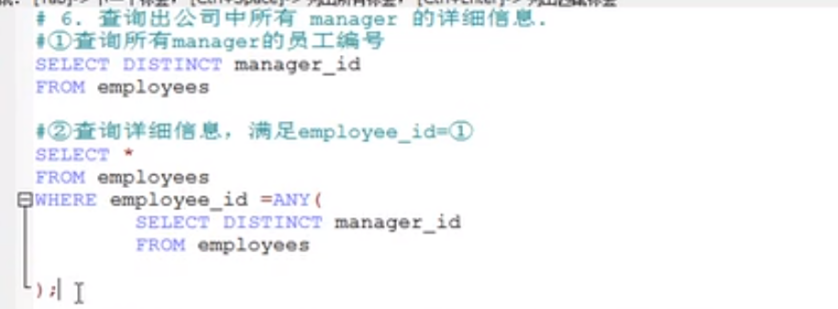 # 6. 查询出公司中所有 manager 的详细信息.
#①查询所有manager的员工编号
SELECT DISTINCT manager_id
FROM employees
#②查询详细信息，满足employee_id=①
SELECT *
FROM employees
WHERE employee_id =ANY(
SELECT DISTINCT manager_id
FROM employees
);